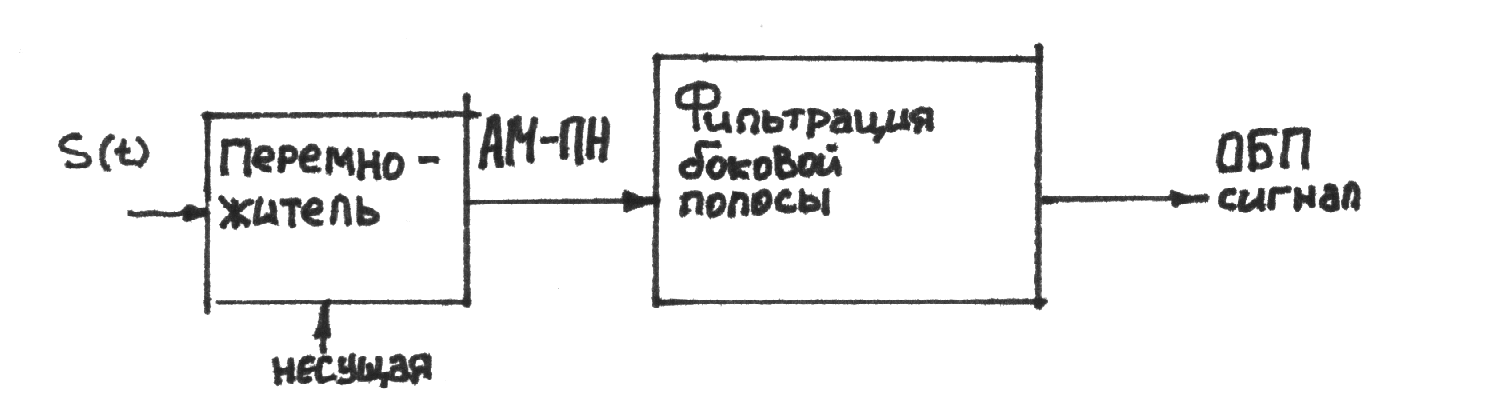 S(t)
Перемно-
житель
несущая
АМ-ПН
Фильтрация
боковой
полосы
ОБП
сигнал